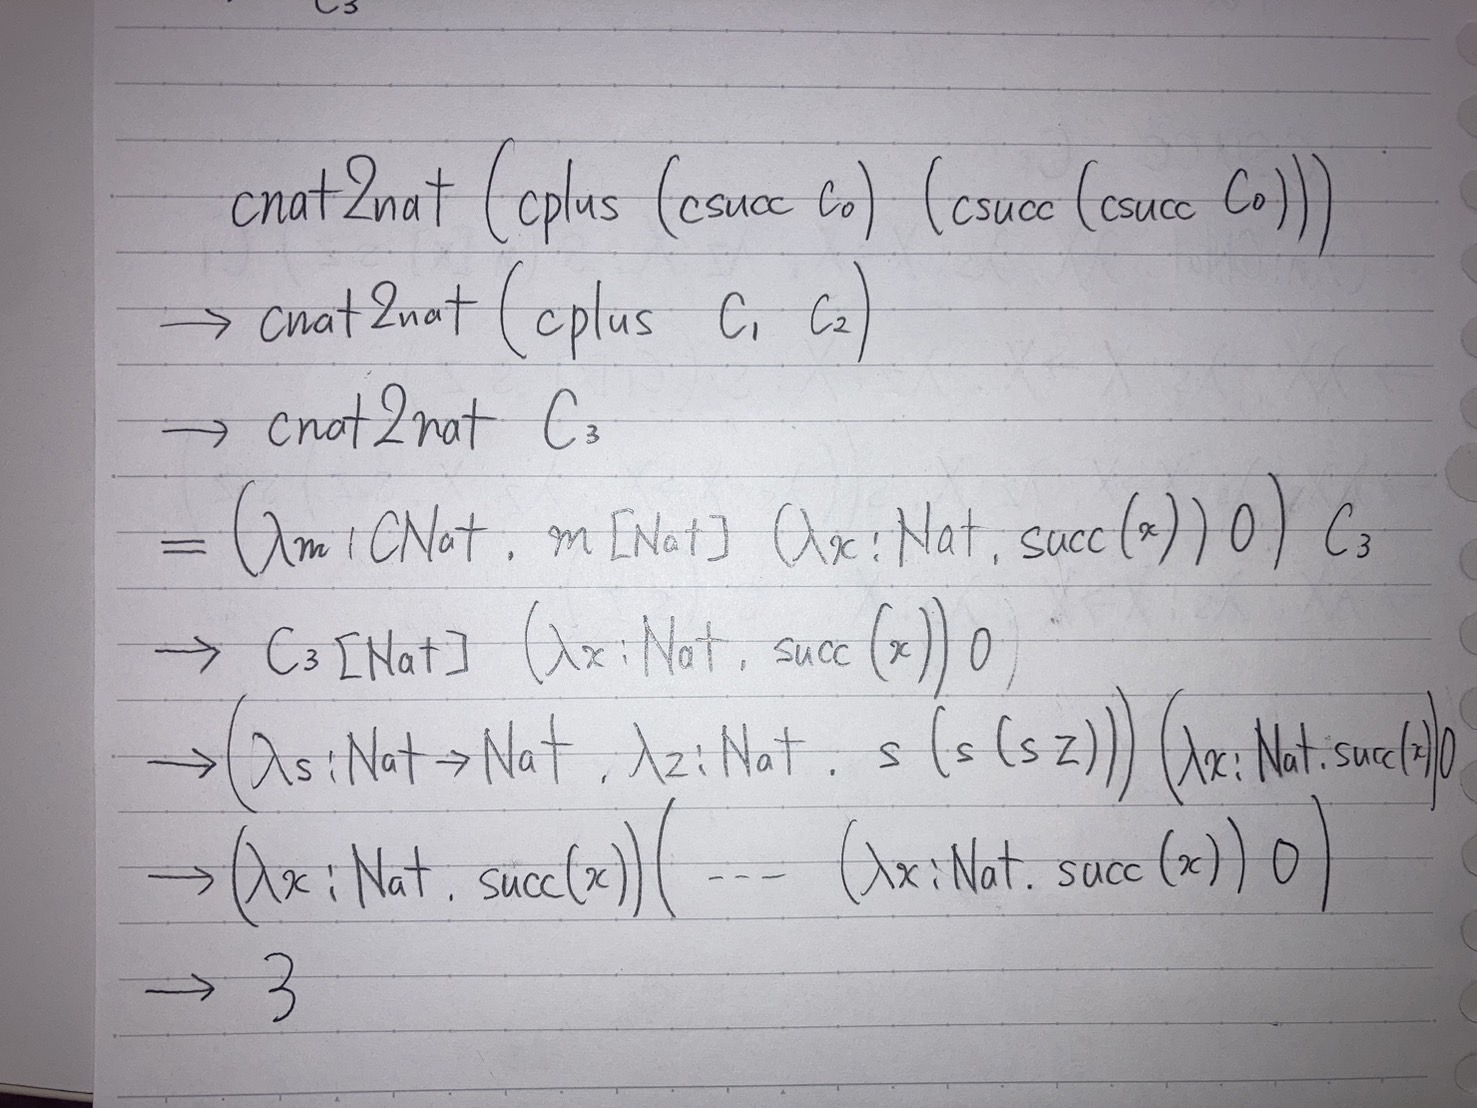 C₃
cnat2nat (cplus (csucc C₀) (csucc (csucc C₀)))
→ cnat2nat (cplus C₁ C₂)
→ cnat2nat C₃
= (λm:CNat. m [Nat] (λx:Nat. succ(x)) 0) C₃
→ C₃ [Nat] (λx:Nat. succ(x)) 0
→ (λs:Nat→Nat. λz:Nat. s (s (s z))) (λx:Nat. succ(x)) 0
→ (λx:Nat. succ(x)) ( --- (λx:Nat. succ(x)) 0)
→ 3